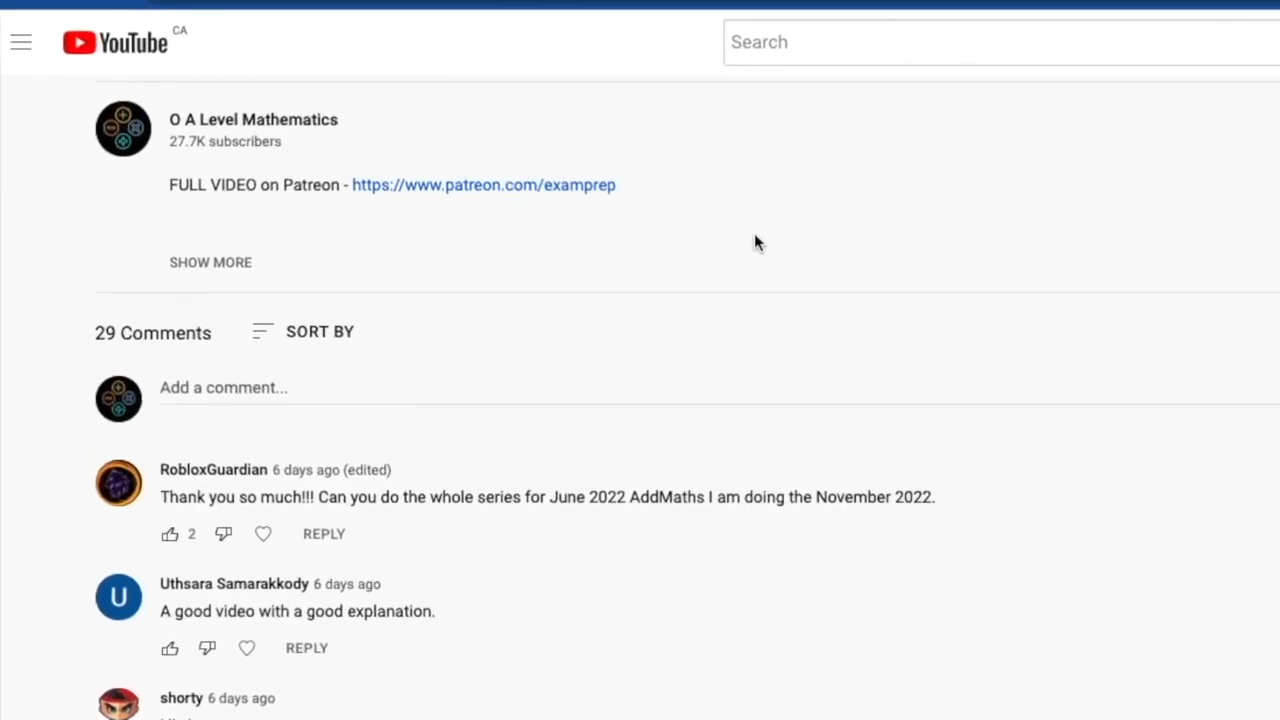 YouTube CA
Search
O A Level Mathematics
27.7K subscribers
FULL VIDEO on Patreon - https://www.patreon.com/examprep
SHOW MORE
29 Comments SORT BY
Add a comment...
RobloxGuardian 6 days ago (edited)
Thank you so much!!! Can you do the whole series for June 2022 AddMaths I am doing the November 2022.
2 REPLY
U
Uthsara Samarakkody 6 days ago
A good video with a good explanation.
REPLY
shorty 6 days ago